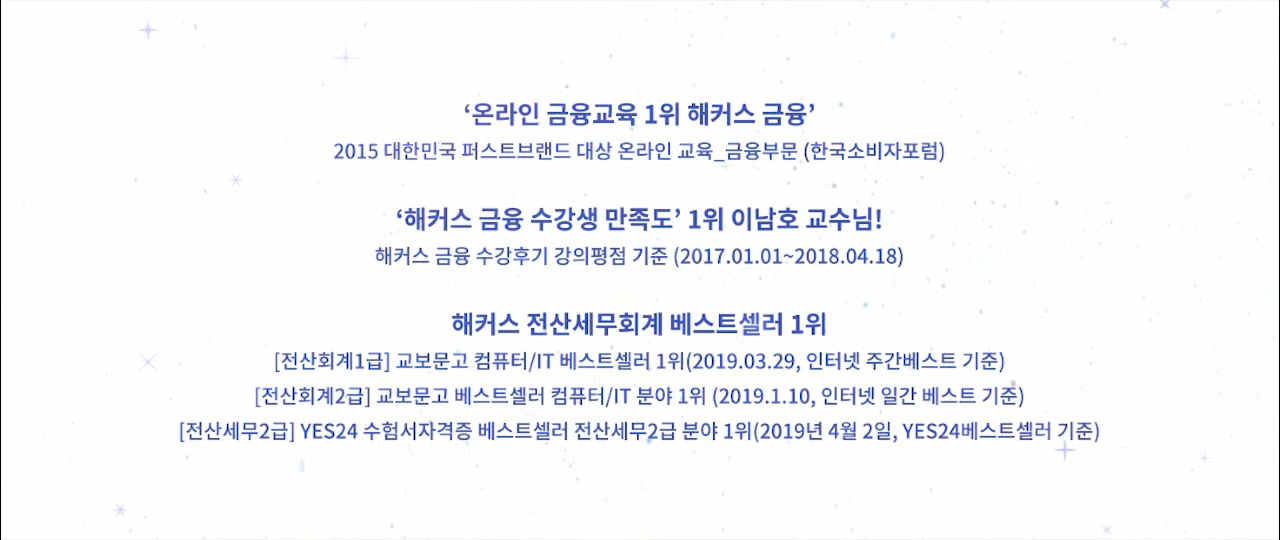 ‘온라인 금융교육 1위 해커스 금융’
2015 대한민국 퍼스트브랜드 대상 온라인 교육_금융부문 (한국소비자포럼)
‘해커스 금융 수강생 만족도’ 1위 이남호 교수님!
해커스 금융 수강후기 강의평점 기준 (2017.01.01~2018.04.18)
해커스 전산세무회계 베스트셀러 1위
[전산회계1급] 교보문고 컴퓨터/IT 베스트셀러 1위(2019.03.29, 인터넷 주간베스트 기준)
[전산회계2급] 교보문고 베스트셀러 컴퓨터/IT 분야 1위 (2019.1.10, 인터넷 일간 베스트 기준)
[전산세무2급] YES24 수험서자격증 베스트셀러 전산세무2급 분야 1위(2019년 4월 2일, YES24베스트셀러 기준)